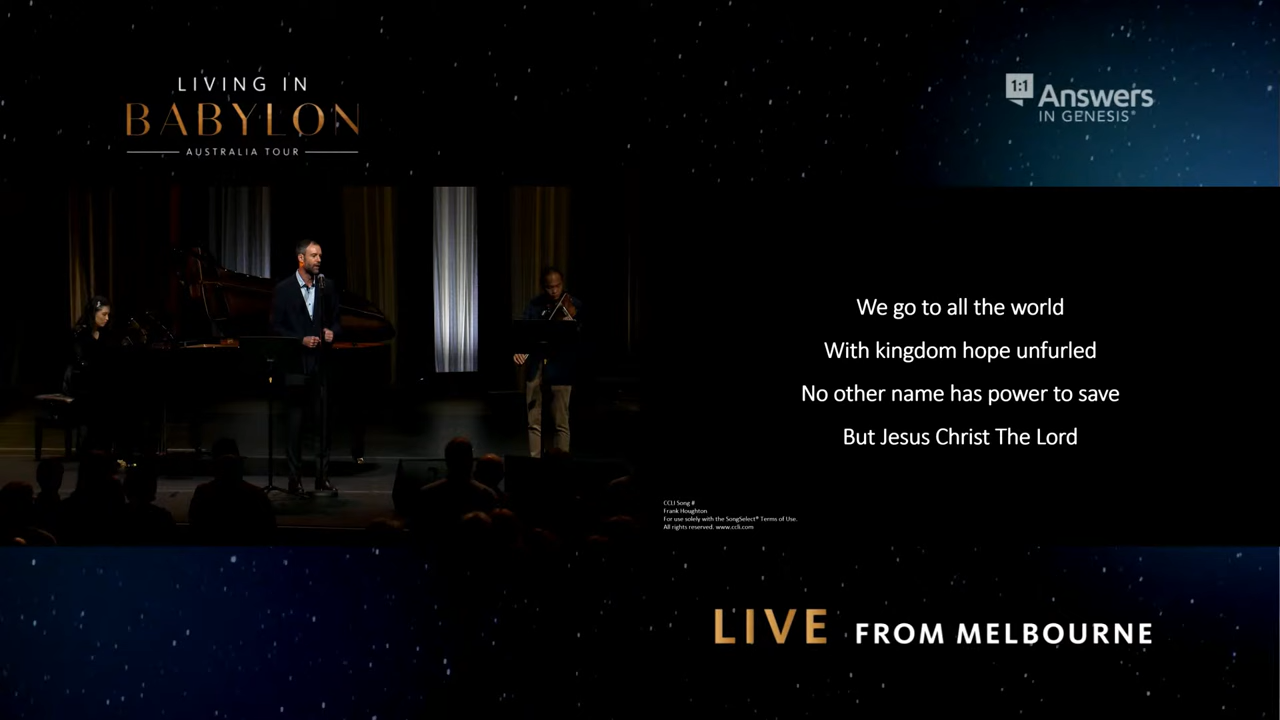 LIVING IN
BABYLON
AUSTRALIA TOUR
1:1
Answers
IN GENESIS®
We go to all the world
With kingdom hope unfurled
No other name has power to save
But Jesus Christ The Lord
CCLI Song #
Frank Houghton
For use solely with the SongSelect® Terms of Use.
All rights reserved. www.ccli.com
LIVE FROM MELBOURNE